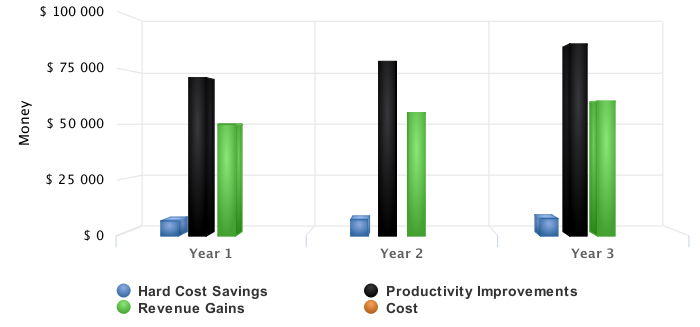 $ 100 000
$ 75 000
$ 50 000
$ 25 000
$ 0
Money
Year 1 Year 2 Year 3
Hard Cost Savings Productivity Improvements
Revenue Gains Cost